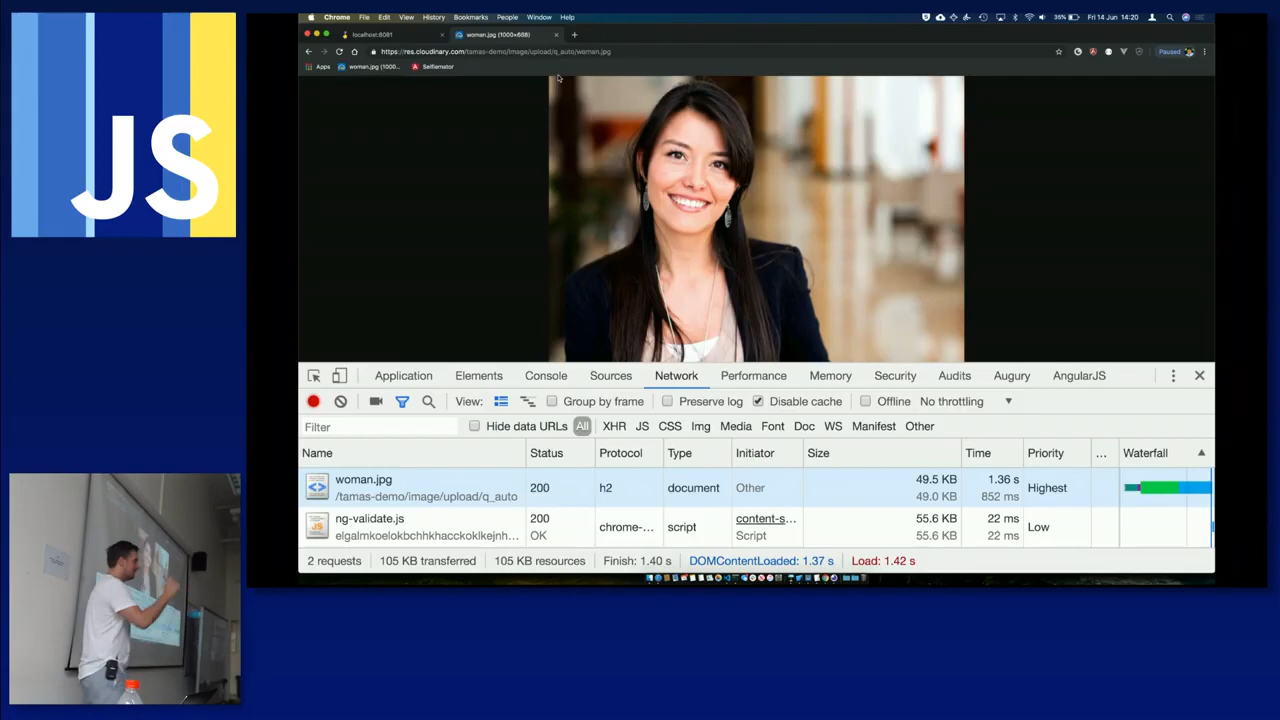 JS
Chrome File Edit View History Bookmarks People Window Help 35% Fri 14 Jun 14:20
localhost:8081 woman.jpg (1000×668)
https://res.cloudinary.com/tamas-demo/image/upload/q_auto/woman.jpg Paused
Apps woman.jpg (1000... Selfiemator
Application Elements Console Sources Network Performance Memory Security Audits Augury AngularJS
View: Group by frame Preserve log Disable cache Offline No throttling
Filter Hide data URLs All XHR JS CSS Img Media Font Doc WS Manifest Other
Name Status Protocol Type Initiator Size Time Priority ... Waterfall
woman.jpg 200 h2 document Other 49.5 KB 1.36 s Highest
/tamas-demo/image/upload/q_auto 49.0 KB 852 ms
ng-validate.js 200 chrome-... script content-s... 55.6 KB 22 ms Low
elgalmkoelokbchhkhacckoklkejnh... OK Script 55.6 KB 22 ms
2 requests 105 KB transferred 105 KB resources Finish: 1.40 s DOMContentLoaded: 1.37 s Load: 1.42 s